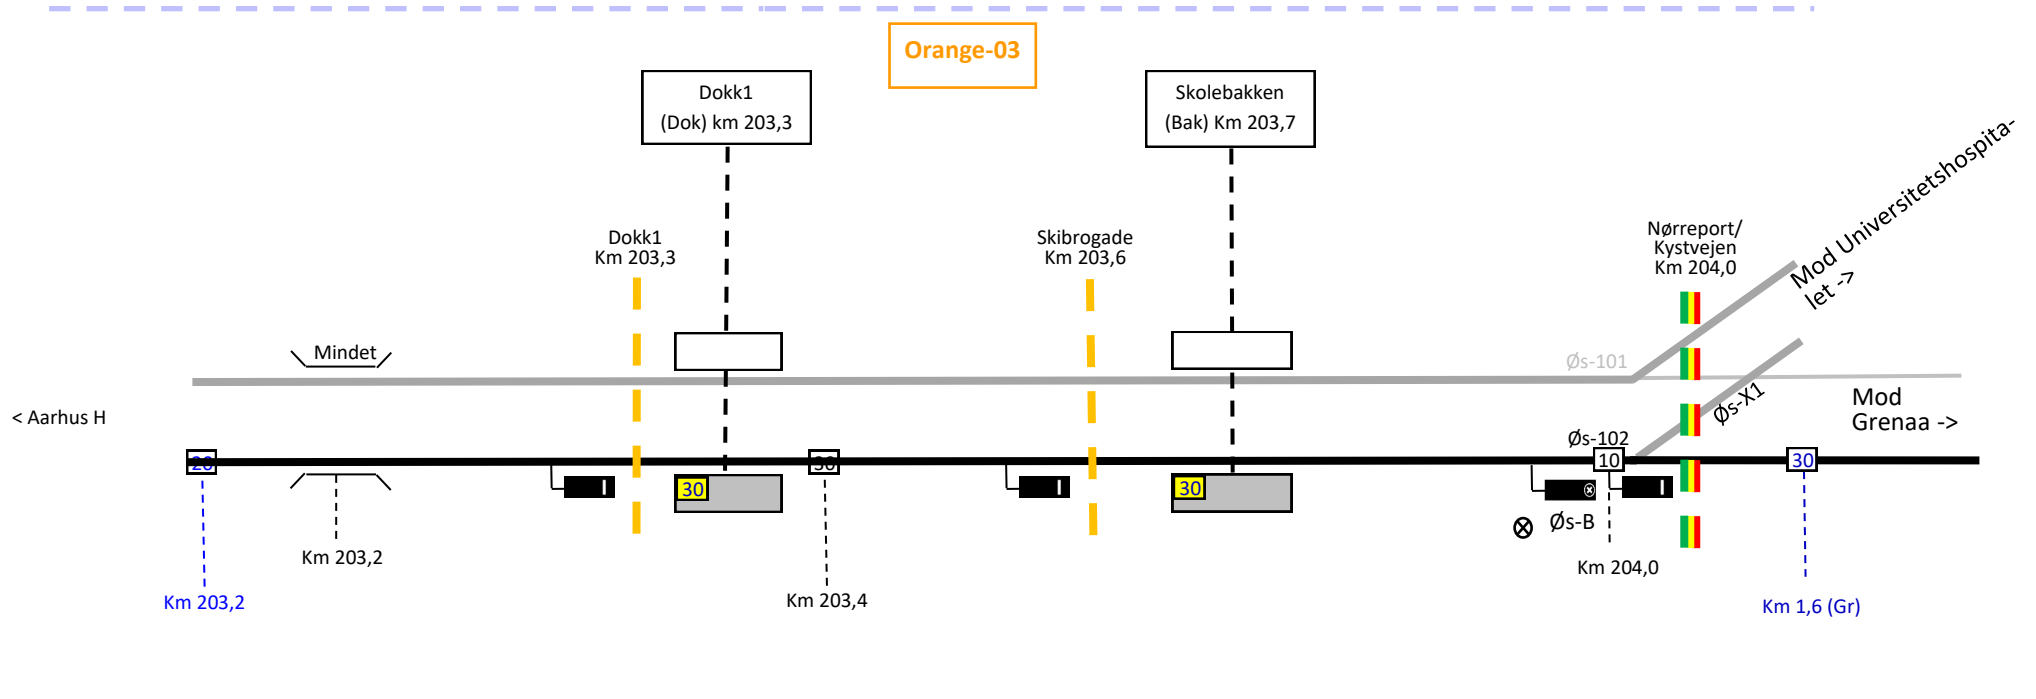 Orange-03
Dokk1
(Dok) km 203,3
Skolebakken
(Bak) Km 203,7
Mod Universitetshospita-
let ->
Dokk1
Km 203,3
Skibrogade
Km 203,6
Nørreport/
Kystvejen
Km 204,0
Mindet
Øs-101
Øs-X1
Mod
Grenaa ->
< Aarhus H
Øs-102
20
30
10
30
30
30
Øs-B
Km 203,2
Km 204,0
Km 203,2
Km 203,4
Km 1,6 (Gr)